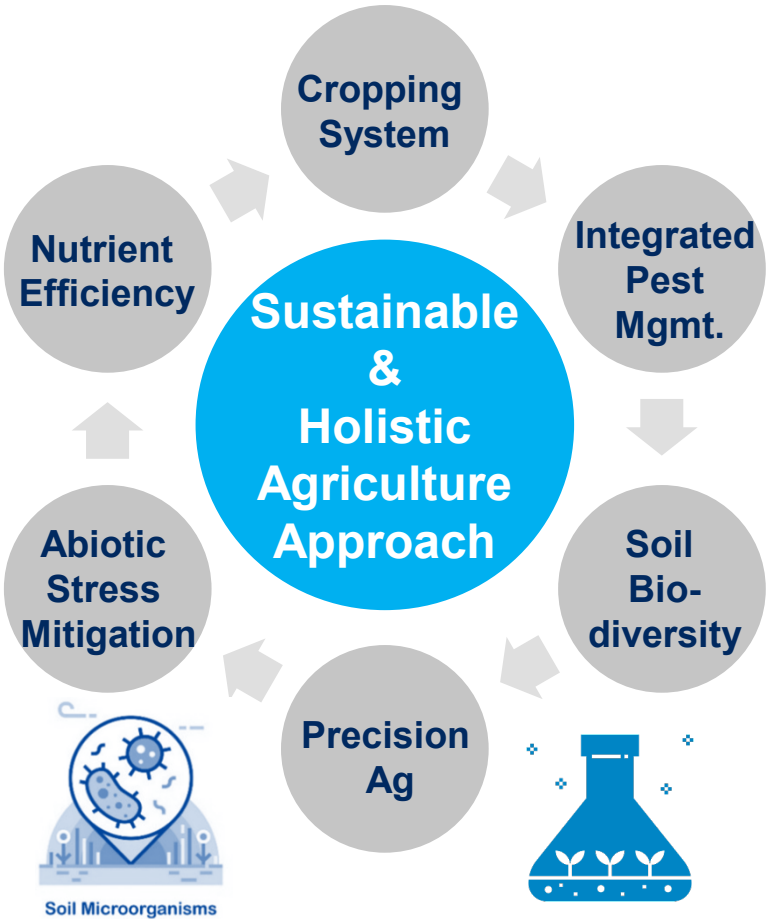 Cropping
System
Integrated
Pest
Mgmt.
Soil
Bio-
diversity
Precision
Ag
Abiotic
Stress
Mitigation
Nutrient
Efficiency
Sustainable
&
Holistic
Agriculture
Approach
Soil Microorganisms